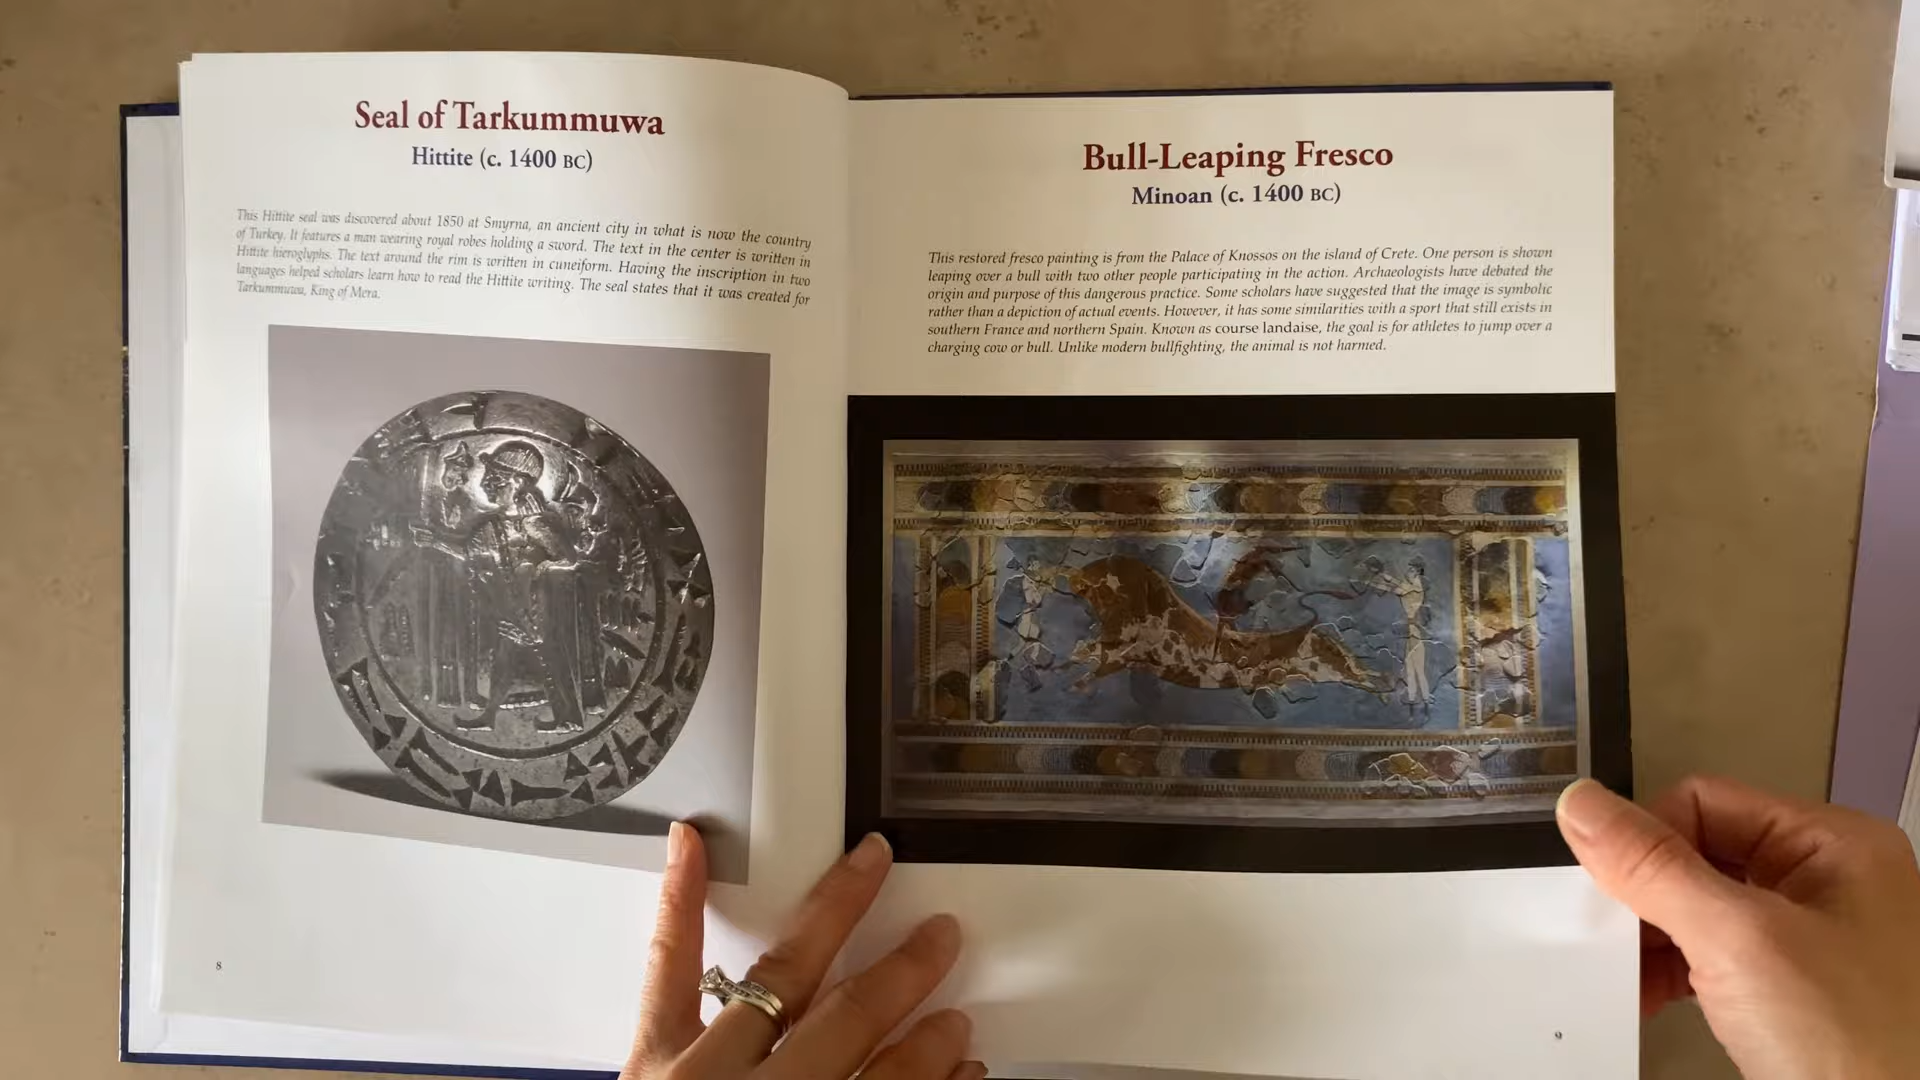 Seal of Tarkummuwa
Hittite (c. 1400 BC)
This Hittite seal was discovered about 1850 at Smyrna, an ancient city in what is now the country
of Turkey. It features a man wearing royal robes holding a sword. The text in the center is written in
Hittite hieroglyphs. The text around the rim is written in cuneiform. Having the inscription in two
languages helped scholars learn how to read the Hittite writing. The seal states that it was created for
Tarkummuwa, King of Mera.
8
Bull-Leaping Fresco
Minoan (c. 1400 BC)
This restored fresco painting is from the Palace of Knossos on the island of Crete. One person is shown
leaping over a bull with two other people participating in the action. Archaeologists have debated the
origin and purpose of this dangerous practice. Some scholars have suggested that the image is symbolic
rather than a depiction of actual events. However, it has some similarities with a sport that still exists in
southern France and northern Spain. Known as course landaise, the goal is for athletes to jump over a
charging cow or bull. Unlike modern bullfighting, the animal is not harmed.
9